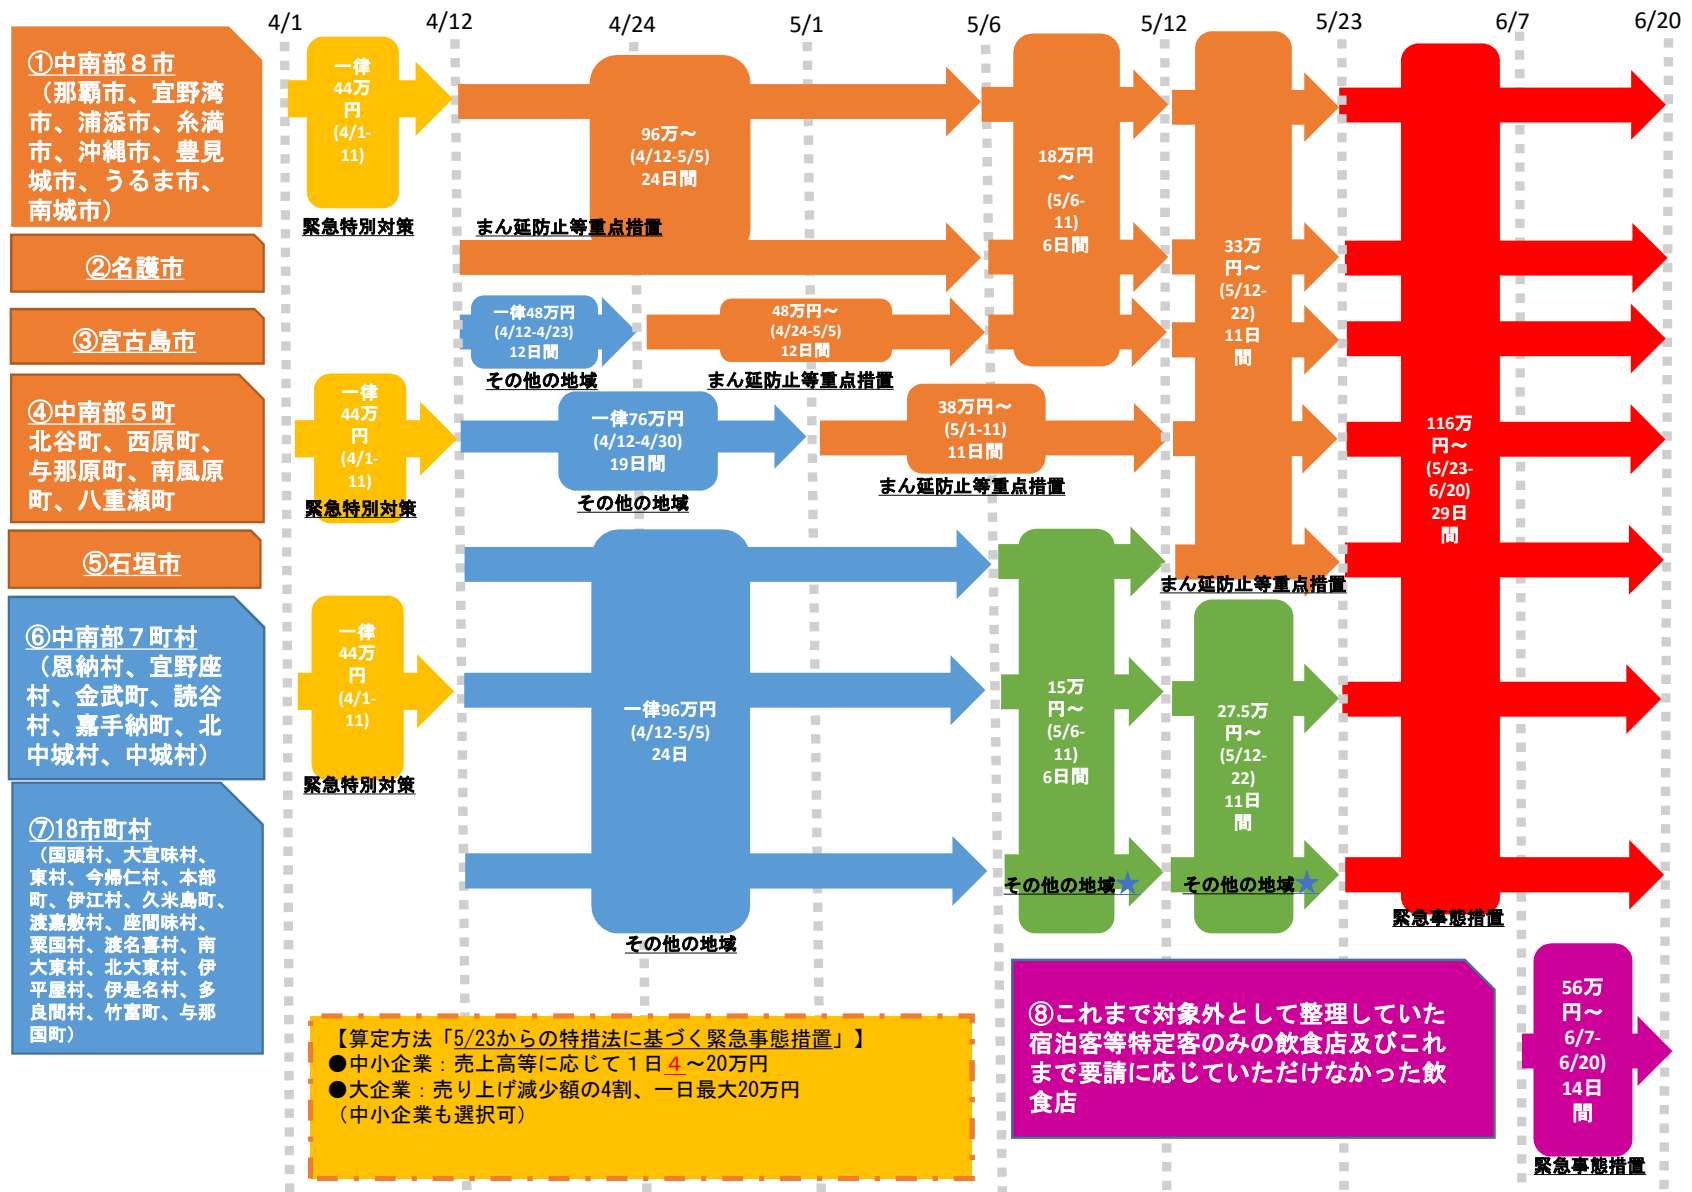 4/1
4/12
4/24
5/1
5/6
5/12
5/23
6/7
6/20
①中南部８市
（那覇市、宜野湾
市、浦添市、糸満
市、沖縄市、豊見
城市、うるま市、
南城市）
一律
44万
円
(4/1-
11)
緊急特別対策
96万～
(4/12-5/5)
24日間
まん延防止等重点措置
18万円
～
(5/6-
11)
6日間
33万
円～
(5/12-
22)
11日
間
116万
円～
(5/23-
6/20)
29日
間
②名護市
③宮古島市
一律48万円
(4/12-4/23)
12日間
その他の地域
48万円～
(4/24-5/5)
12日間
まん延防止等重点措置
④中南部５町
北谷町、西原町、
与那原町、南風原
町、八重瀬町
一律
44万
円
(4/1-
11)
緊急特別対策
一律76万円
(4/12-4/30)
19日間
その他の地域
38万円～
(5/1-11)
11日間
まん延防止等重点措置
⑤石垣市
まん延防止等重点措置
⑥中南部７町村
（恩納村、宜野座
村、金武町、読谷
村、嘉手納町、北
中城村、中城村）
一律
44万
円
(4/1-
11)
緊急特別対策
一律96万円
(4/12-5/5)
24日
その他の地域
15万
円～
(5/6-
11)
6日間
その他の地域★
27.5万
円～
(5/12-
22)
11日
間
その他の地域★
緊急事態措置
⑦18市町村
（国頭村、大宜味村、
東村、今帰仁村、本部
町、伊江村、久米島町、
渡嘉敷村、座間味村、
粟国村、渡名喜村、南
大東村、北大東村、伊
平屋村、伊是名村、多
良間村、竹富町、与那
国町）
【算定方法「5/23からの特措法に基づく緊急事態措置」】
●中小企業：売上高等に応じて１日４～20万円
●大企業：売り上げ減少額の4割、一日最大20万円
（中小企業も選択可）
⑧これまで対象外として整理していた
宿泊客等特定客のみの飲食店及びこれ
まで要請に応じていただけなかった飲
食店
56万
円～
6/7-
6/20)
14日
間
緊急事態措置